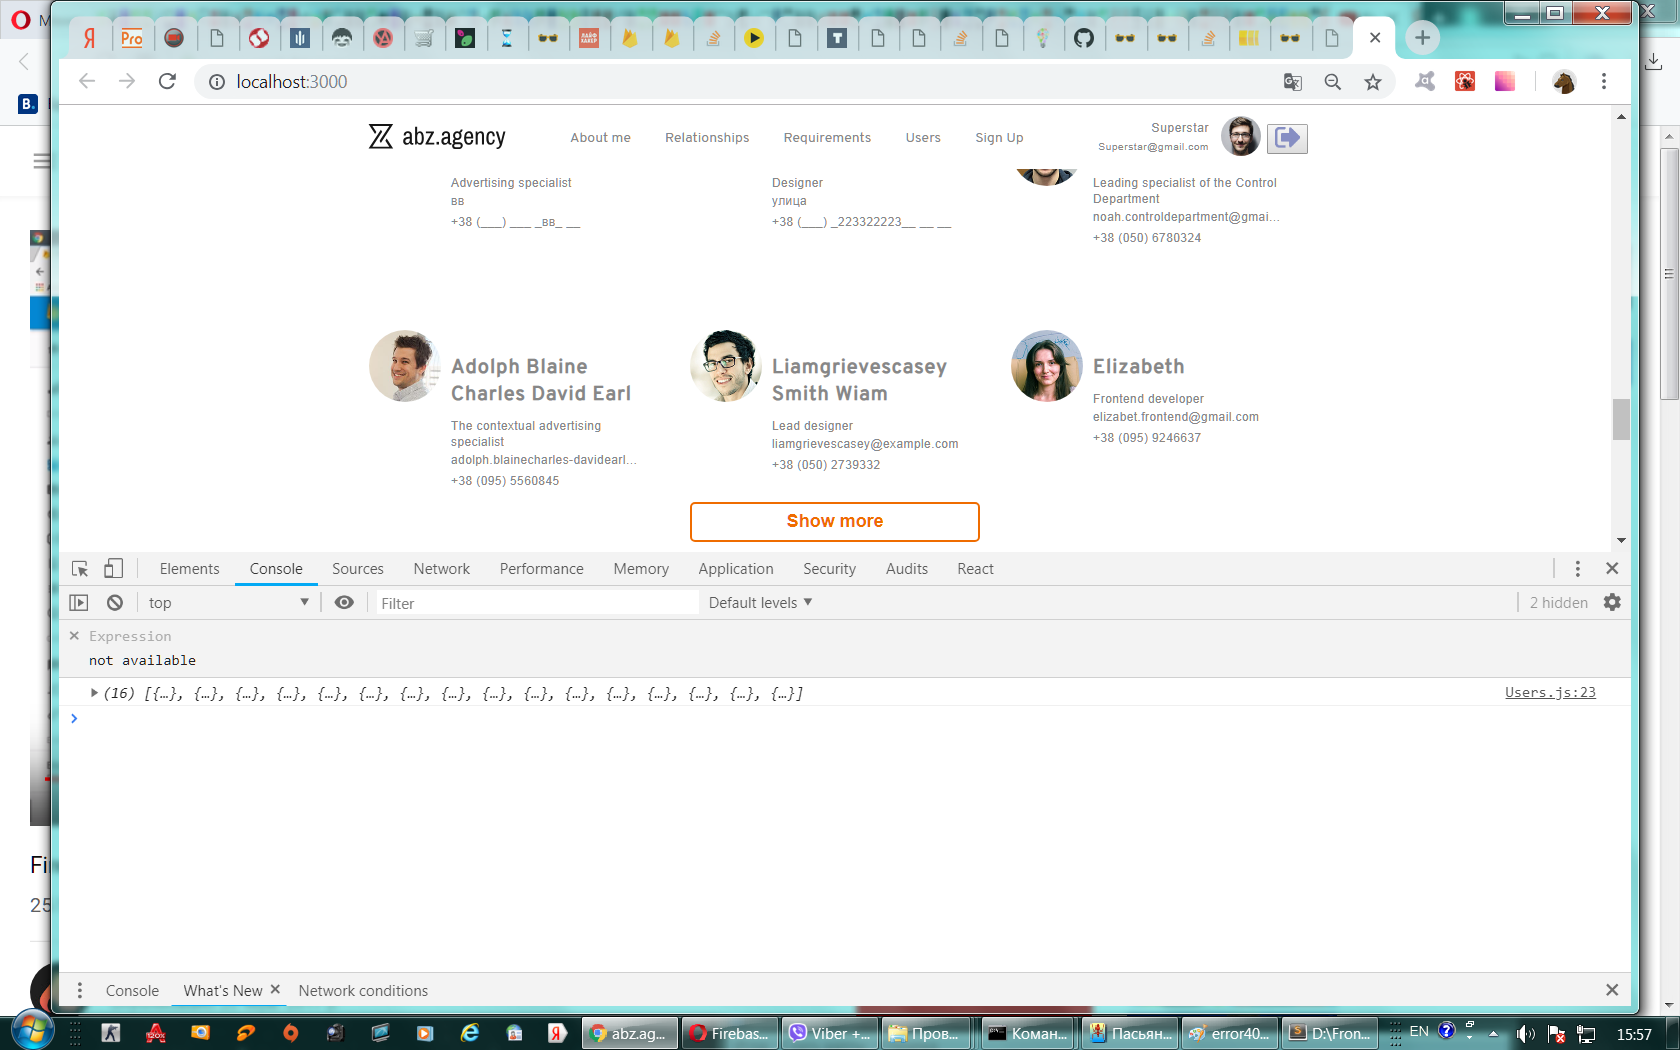 localhost:3000
abz.agency
About me
Relationships
Requirements
Users
Sign Up
Superstar
Superstar@gmail.com
Advertising specialist
вв
+38 (___) ___ _вв_ __
Designer
улица
+38 (___) _223322223__ __ __
Leading specialist of the Control
Department
noah.controldepartment@gmai...
+38 (050) 6780324
Adolph Blaine
Charles David Earl
The contextual advertising
specialist
adolph.blainecharles-davidearl...
+38 (095) 5560845
Liamgrievescasey
Smith Wiam
Lead designer
liamgrievescasey@example.com
+38 (050) 2739332
Elizabeth
Frontend developer
elizabet.frontend@gmail.com
+38 (095) 9246637
Show more
Elements Console Sources Network Performance Memory Application Security Audits React
top Filter Default levels 2 hidden
Expression
not available
(16) [{…}, {…}, {…}, {…}, {…}, {…}, {…}, {…}, {…}, {…}, {…}, {…}, {…}, {…}, {…}, {…}] Users.js:23
Console What's New Network conditions
abz.ag... Firebas... Viber +... Пров... Коман... Пасьян... error40... D:\Fron... EN 15:57